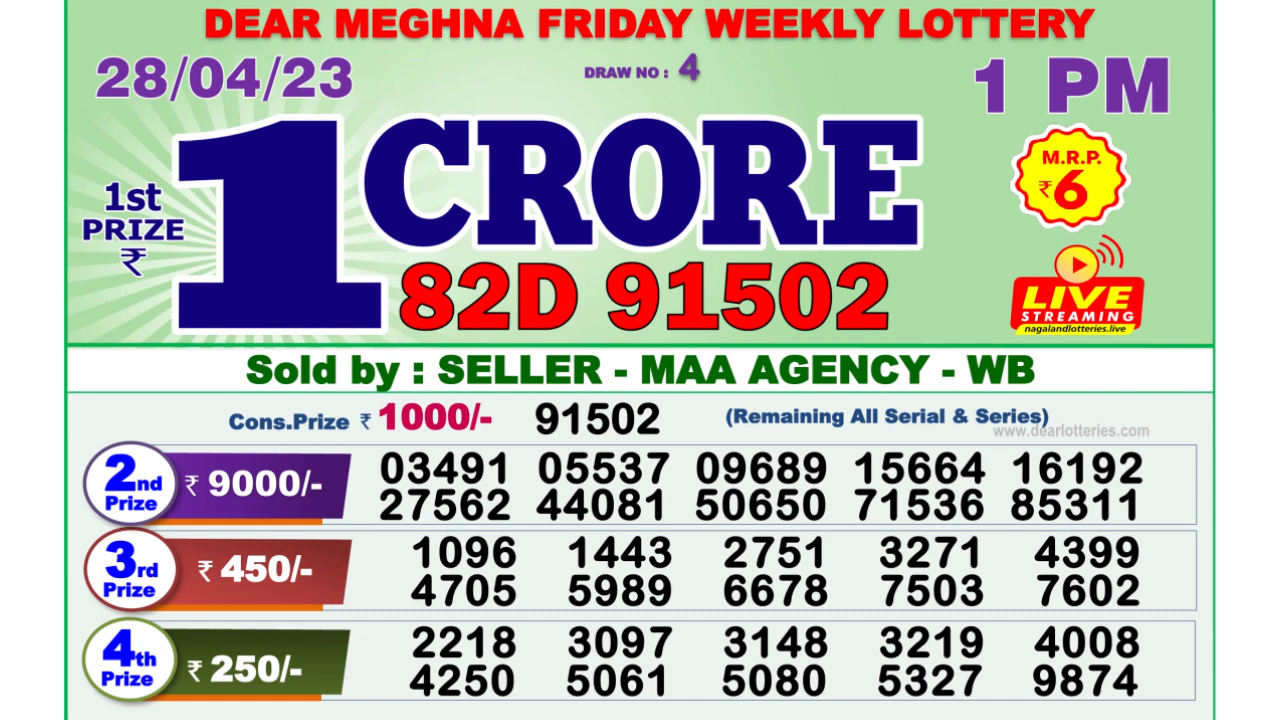 DEAR MEGHNA FRIDAY WEEKLY LOTTERY
28/04/23
DRAW NO : 4
1 PM
1st
PRIZE
₹
1 CRORE
82D 91502
M.R.P.
₹6
LIVE
STREAMING
nagalandlotteries.live
Sold by : SELLER - MAA AGENCY - WB
Cons.Prize ₹ 1000/- 91502 (Remaining All Serial & Series)
www.dearlotteries.com
2nd Prize ₹ 9000/-
03491 05537 09689 15664 16192
27562 44081 50650 71536 85311
3rd Prize ₹ 450/-
1096 1443 2751 3271 4399
4705 5989 6678 7503 7602
4th Prize ₹ 250/-
2218 3097 3148 3219 4008
4250 5061 5080 5327 9874